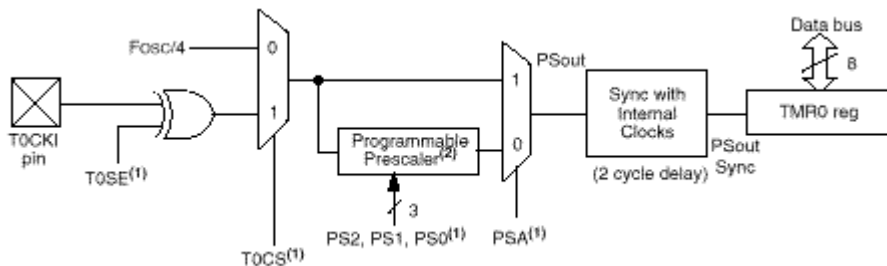 Data bus
8
Fosc/4
0
1
T0CKI
pin
T0SE(1)
T0CS(1)
Programmable
Prescaler(2)
3
PS2, PS1, PS0(1)
1
0
PSA(1)
PSout
Sync with
Internal
Clocks
(2 cycle delay)
PSout
Sync
TMR0 reg